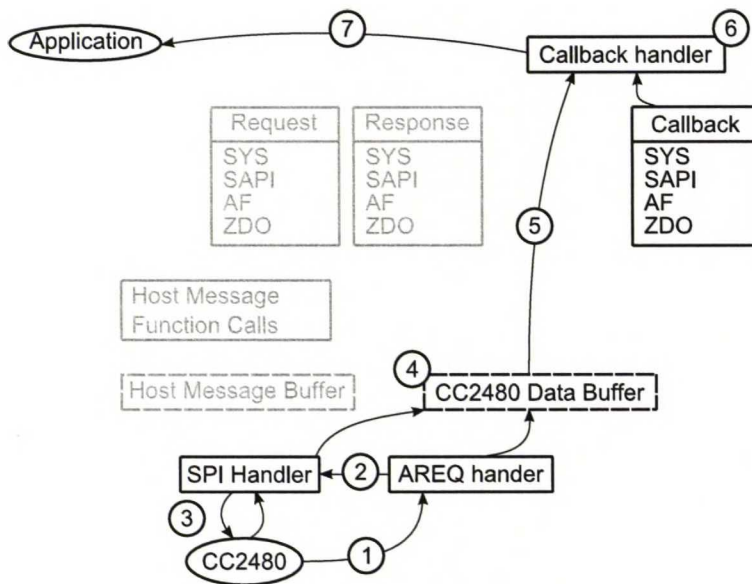 7
6
Application
Callback handler
Request
Response
Callback
SYS
SYS
SYS
SAPI
SAPI
SAPI
AF
AF
AF
ZDO
ZDO
ZDO
5
Host Message
Function Calls
4
Host Message Buffer
CC2480 Data Buffer
SPI Handler
2
AREQ hander
3
CC2480
1